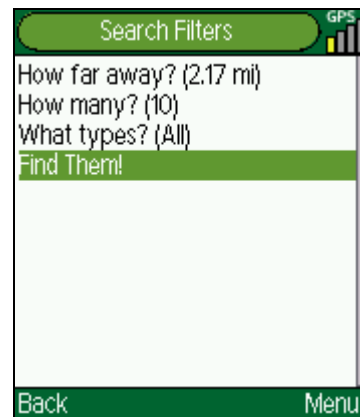 Search Filters
GPS
How far away? (2.17 mi)
How many? (10)
What types? (All)
Find Them!
Back
Menu